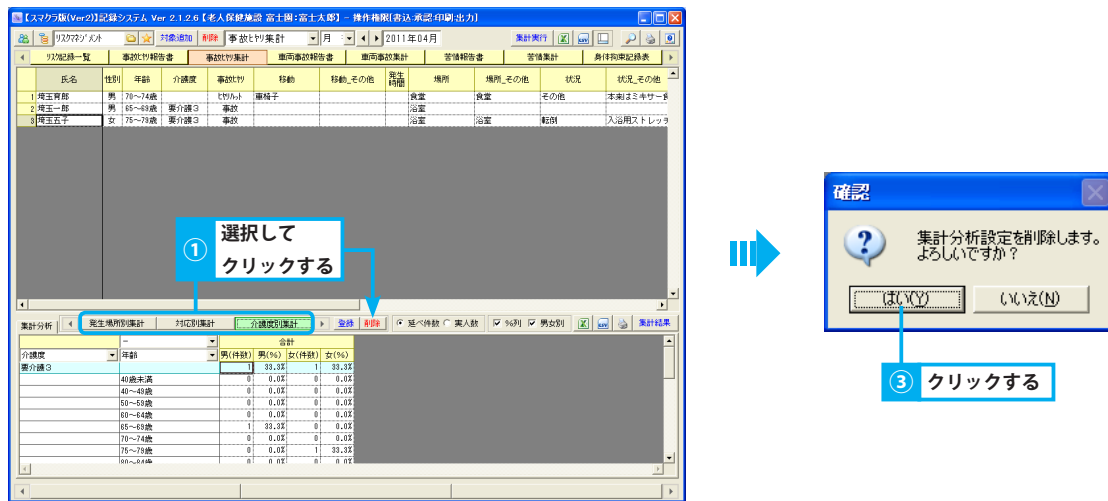 【スマクラ版(Ver2)】記録システム Ver 2.1.2.6【老人保健施設 富士園：富士太郎】 - 操作権限[書込:承認:印刷:出力]
ﾘｽｸﾏﾈｼﾞﾒﾝﾄ 対象追加 削除 事故ヒヤリ集計 月 2011年04月 集計実行
ﾘｽｸ記録一覧 事故ヒヤリ報告書 事故ヒヤリ集計 車両事故報告書 車両事故集計 苦情報告書 苦情集計 身体拘束記録表
氏名 性別 年齢 介護度 事故ヒヤリ 移動 移動_その他 発生時間 場所 場所_その他 状況 状況_その他
1 埼玉育郎 男 70～74歳 ﾋﾔﾘﾊｯﾄ 車椅子 食堂 食堂 その他 本来はミキサー食
2 埼玉一郎 男 65～69歳 要介護3 事故 浴室
3 埼玉五子 女 75～79歳 要介護3 事故 浴室 浴室 転倒 入浴用ストレッチ
① 選択して
クリックする
集計分析 発生場所別集計 対応別集計 介護度別集計 登録 削除 延べ件数 実人数 %列 男女別 集計結果
－ 合計
介護度 年齢 男(件数) 男(%) 女(件数) 女(%)
要介護3 1 33.3% 1 33.3%
40歳未満 0 0.0% 0 0.0%
40～49歳 0 0.0% 0 0.0%
50～59歳 0 0.0% 0 0.0%
60～64歳 0 0.0% 0 0.0%
65～69歳 1 33.3% 0 0.0%
70～74歳 0 0.0% 0 0.0%
75～79歳 0 0.0% 1 33.3%
80～84歳 0 0.0% 0 0.0%
確認
集計分析設定を削除します。
よろしいですか？
はい(Y) いいえ(N)
③ クリックする